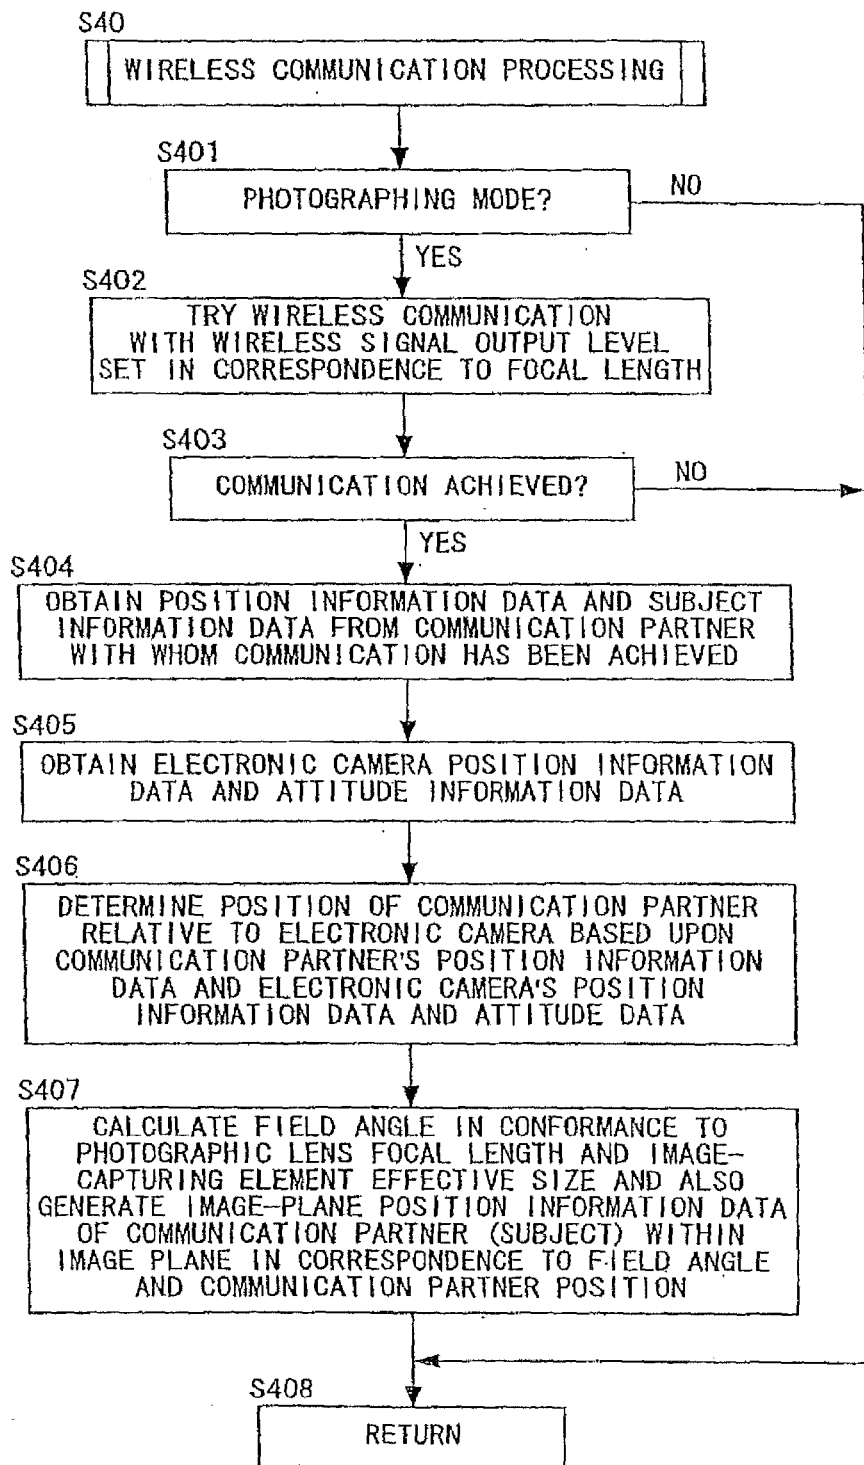 S40
WIRELESS COMMUNICATION PROCESSING
S401
PHOTOGRAPHING MODE?
NO
YES
S402
TRY WIRELESS COMMUNICATION
WITH WIRELESS SIGNAL OUTPUT LEVEL
SET IN CORRESPONDENCE TO FOCAL LENGTH
S403
COMMUNICATION ACHIEVED?
NO
YES
S404
OBTAIN POSITION INFORMATION DATA AND SUBJECT
INFORMATION DATA FROM COMMUNICATION PARTNER
WITH WHOM COMMUNICATION HAS BEEN ACHIEVED
S405
OBTAIN ELECTRONIC CAMERA POSITION INFORMATION
DATA AND ATTITUDE INFORMATION DATA
S406
DETERMINE POSITION OF COMMUNICATION PARTNER
RELATIVE TO ELECTRONIC CAMERA BASED UPON
COMMUNICATION PARTNER'S POSITION INFORMATION
DATA AND ELECTRONIC CAMERA'S POSITION
INFORMATION DATA AND ATTITUDE DATA
S407
CALCULATE FIELD ANGLE IN CONFORMANCE TO
PHOTOGRAPHIC LENS FOCAL LENGTH AND IMAGE-
CAPTURING ELEMENT EFFECTIVE SIZE AND ALSO
GENERATE IMAGE-PLANE POSITION INFORMATION DATA
OF COMMUNICATION PARTNER (SUBJECT) WITHIN
IMAGE PLANE IN CORRESPONDENCE TO FIELD ANGLE
AND COMMUNICATION PARTNER POSITION
S408
RETURN